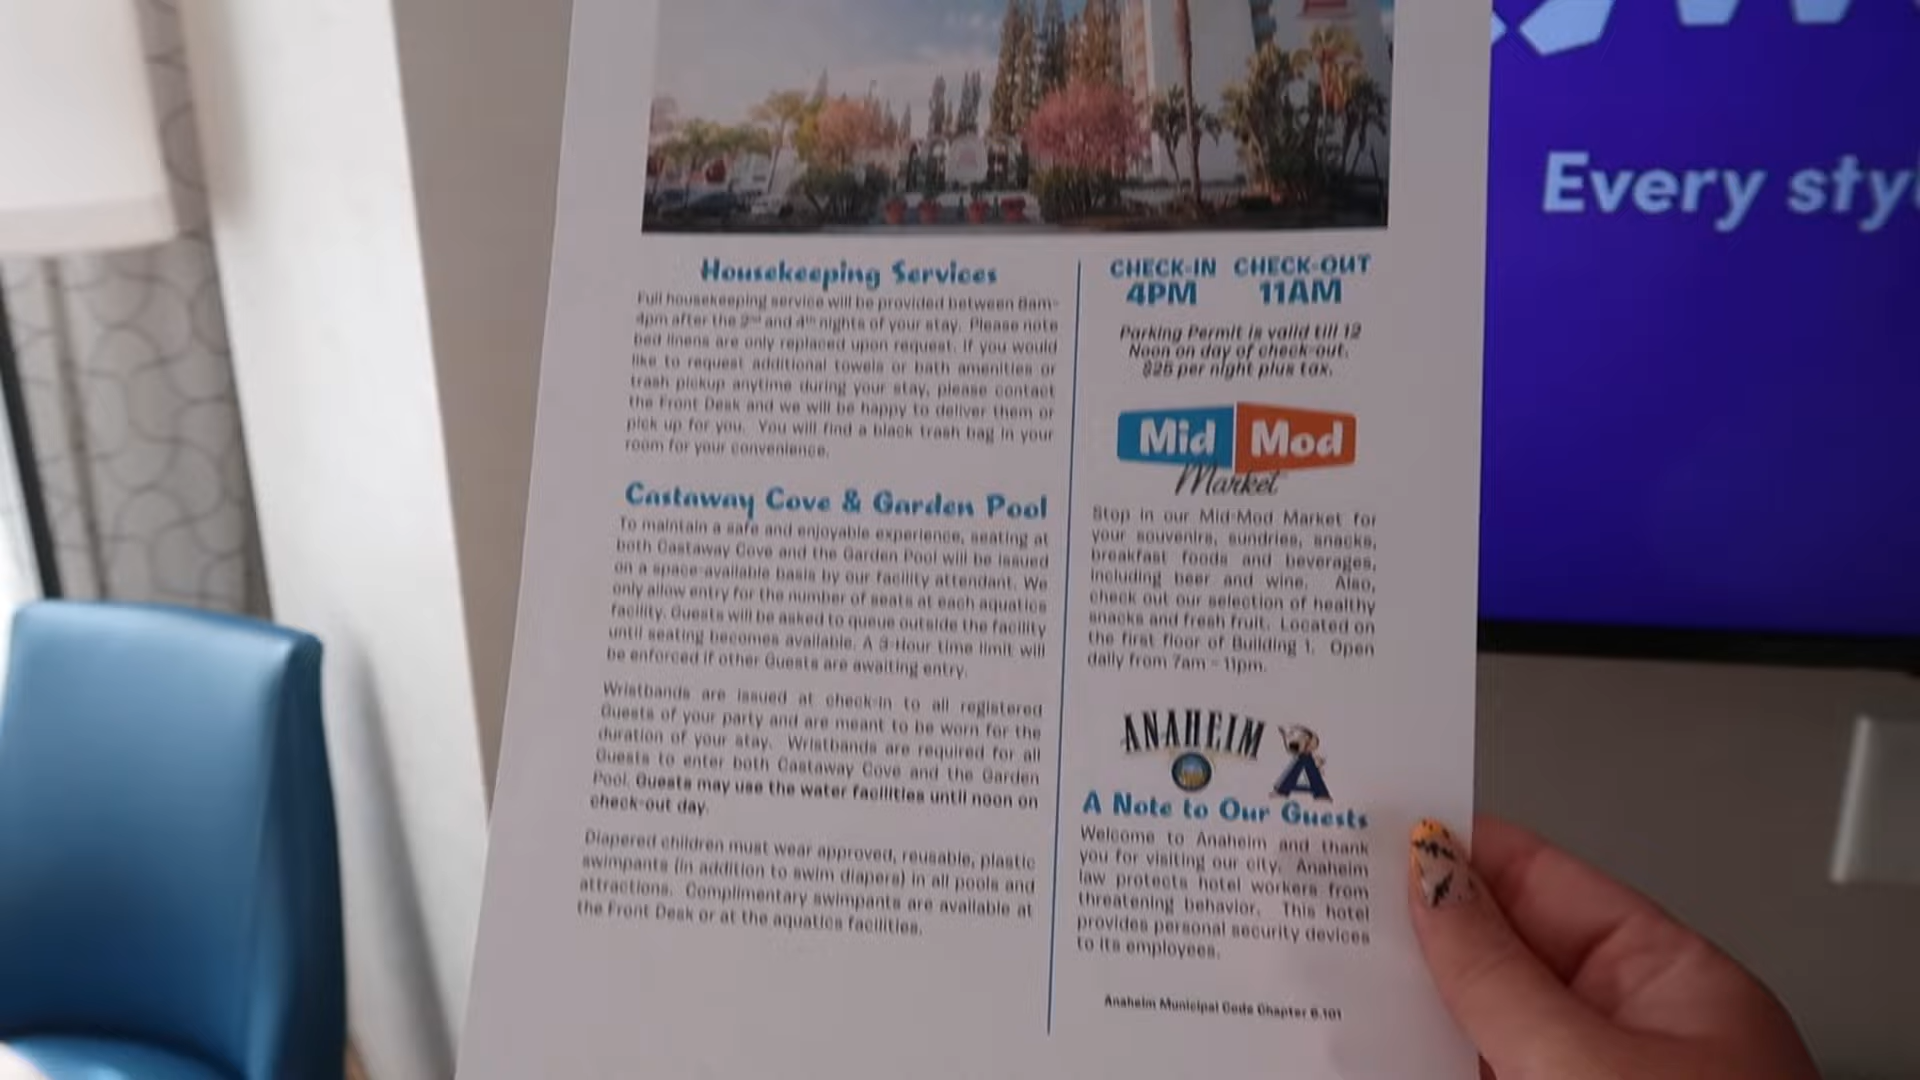 Housekeeping Services
Full housekeeping service will be provided between 8am-
4pm after the 2nd and 4th nights of your stay. Please note
bed linens are only replaced upon request. If you would
like to request additional towels or bath amenities or
trash pickup anytime during your stay, please contact
the Front Desk and we will be happy to deliver them or
pick up for you. You will find a black trash bag in your
room for your convenience.
Castaway Cove & Garden Pool
To maintain a safe and enjoyable experience, seating at
both Castaway Cove and the Garden Pool will be issued
on a space-available basis by our facility attendant. We
only allow entry for the number of seats at each aquatics
facility. Guests will be asked to queue outside the facility
until seating becomes available. A 3-Hour time limit will
be enforced if other Guests are awaiting entry.
Wristbands are issued at check-in to all registered
Guests of your party and are meant to be worn for the
duration of your stay. Wristbands are required for all
Guests to enter both Castaway Cove and the Garden
Pool. Guests may use the water facilities until noon on
check-out day.
Diapered children must wear approved, reusable, plastic
swimpants (in addition to swim diapers) in all pools and
attractions. Complimentary swimpants are available at
the Front Desk or at the aquatics facilities.
CHECK-IN CHECK-OUT
4PM 11AM
Parking Permit is valid till 12
Noon on day of check-out.
$25 per night plus tax.
Mid Mod
Market
Stop in our Mid-Mod Market for
your souvenirs, sundries, snacks,
breakfast foods and beverages,
including beer and wine. Also,
check out our selection of healthy
snacks and fresh fruit. Located on
the first floor of Building 1. Open
daily from 7am - 11pm.
ANAHEIM A
A Note to Our Guests
Welcome to Anaheim and thank
you for visiting our city. Anaheim
law protects hotel workers from
threatening behavior. This hotel
provides personal security devices
to its employees.
Anaheim Municipal Code Chapter 6.101
Every